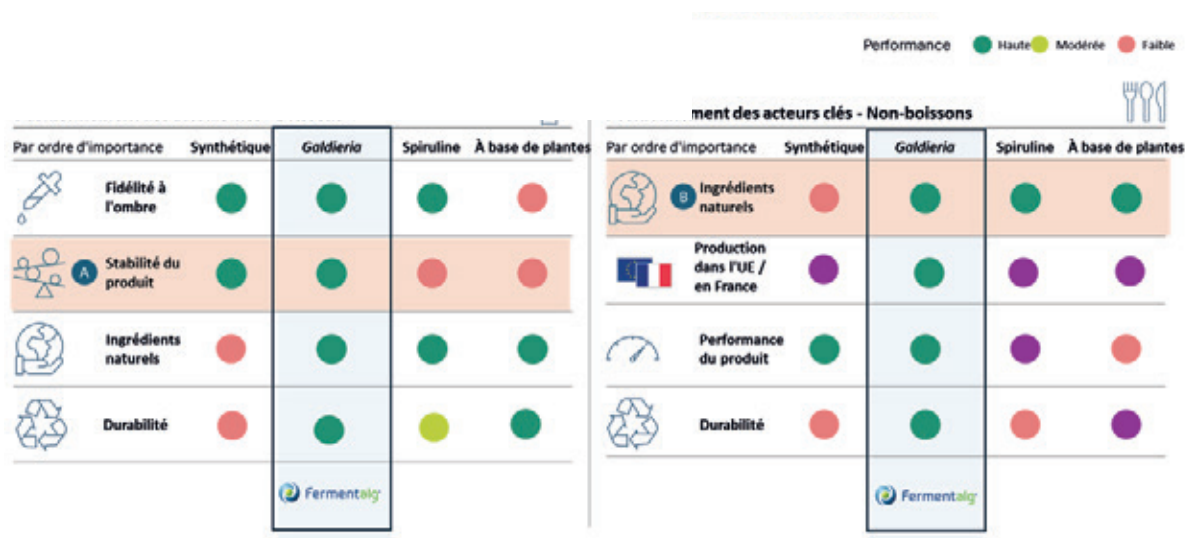 Performance Haute Modérée Faible
ment des acteurs clés - Non-boissons
Par ordre d'importance Synthétique Galdieria Spiruline À base de plantes
Fidélité à
l'ombre
A Stabilité du
produit
Ingrédients
naturels
Durabilité
Fermentalg
Par ordre d'importance Synthétique Galdieria Spiruline À base de plantes
B Ingrédients
naturels
Production
dans l'UE /
en France
Performance
du produit
Durabilité
Fermentalg